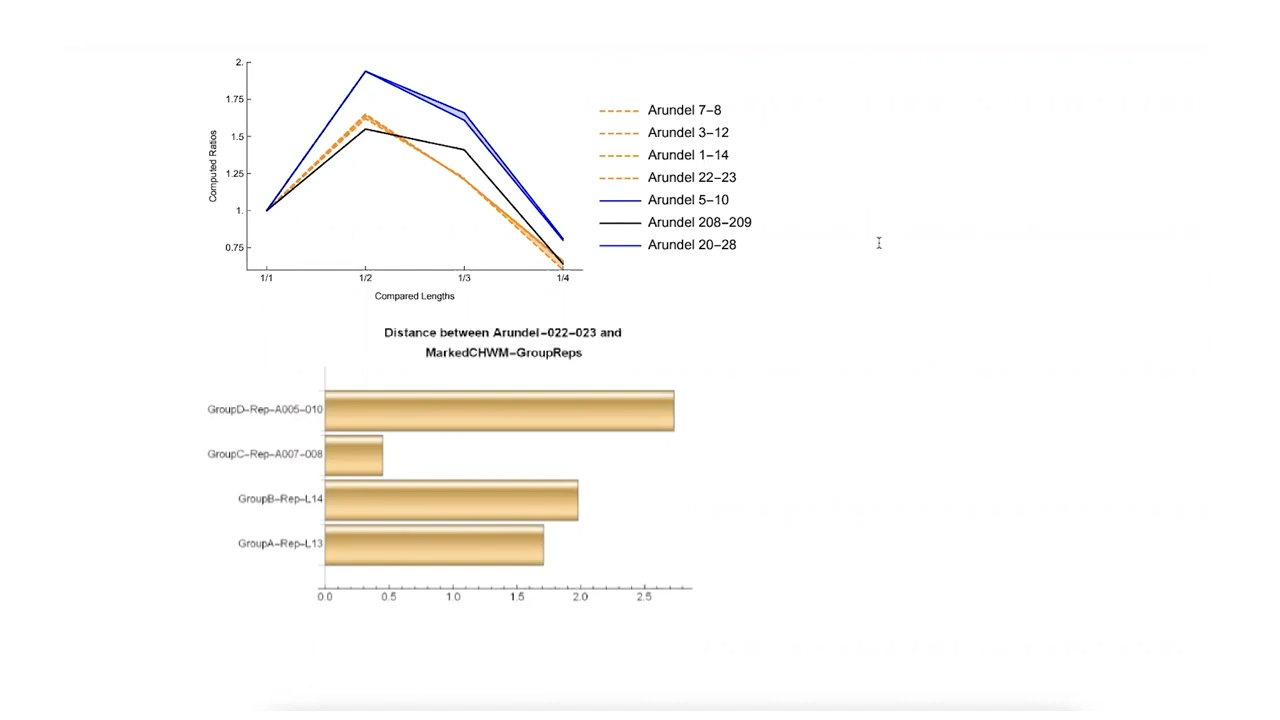 2.
1.75
1.5
1.25
1.
0.75
Computed Ratios
1/1 1/2 1/3 1/4
Compared Lengths
Arundel 7–8
Arundel 3–12
Arundel 1–14
Arundel 22–23
Arundel 5–10
Arundel 208–209
Arundel 20–28
Distance between Arundel–022–023 and
MarkedCHWM–GroupReps
GroupD–Rep–A005–010
GroupC–Rep–A007–008
GroupB–Rep–L14
GroupA–Rep–L13
0.0 0.5 1.0 1.5 2.0 2.5